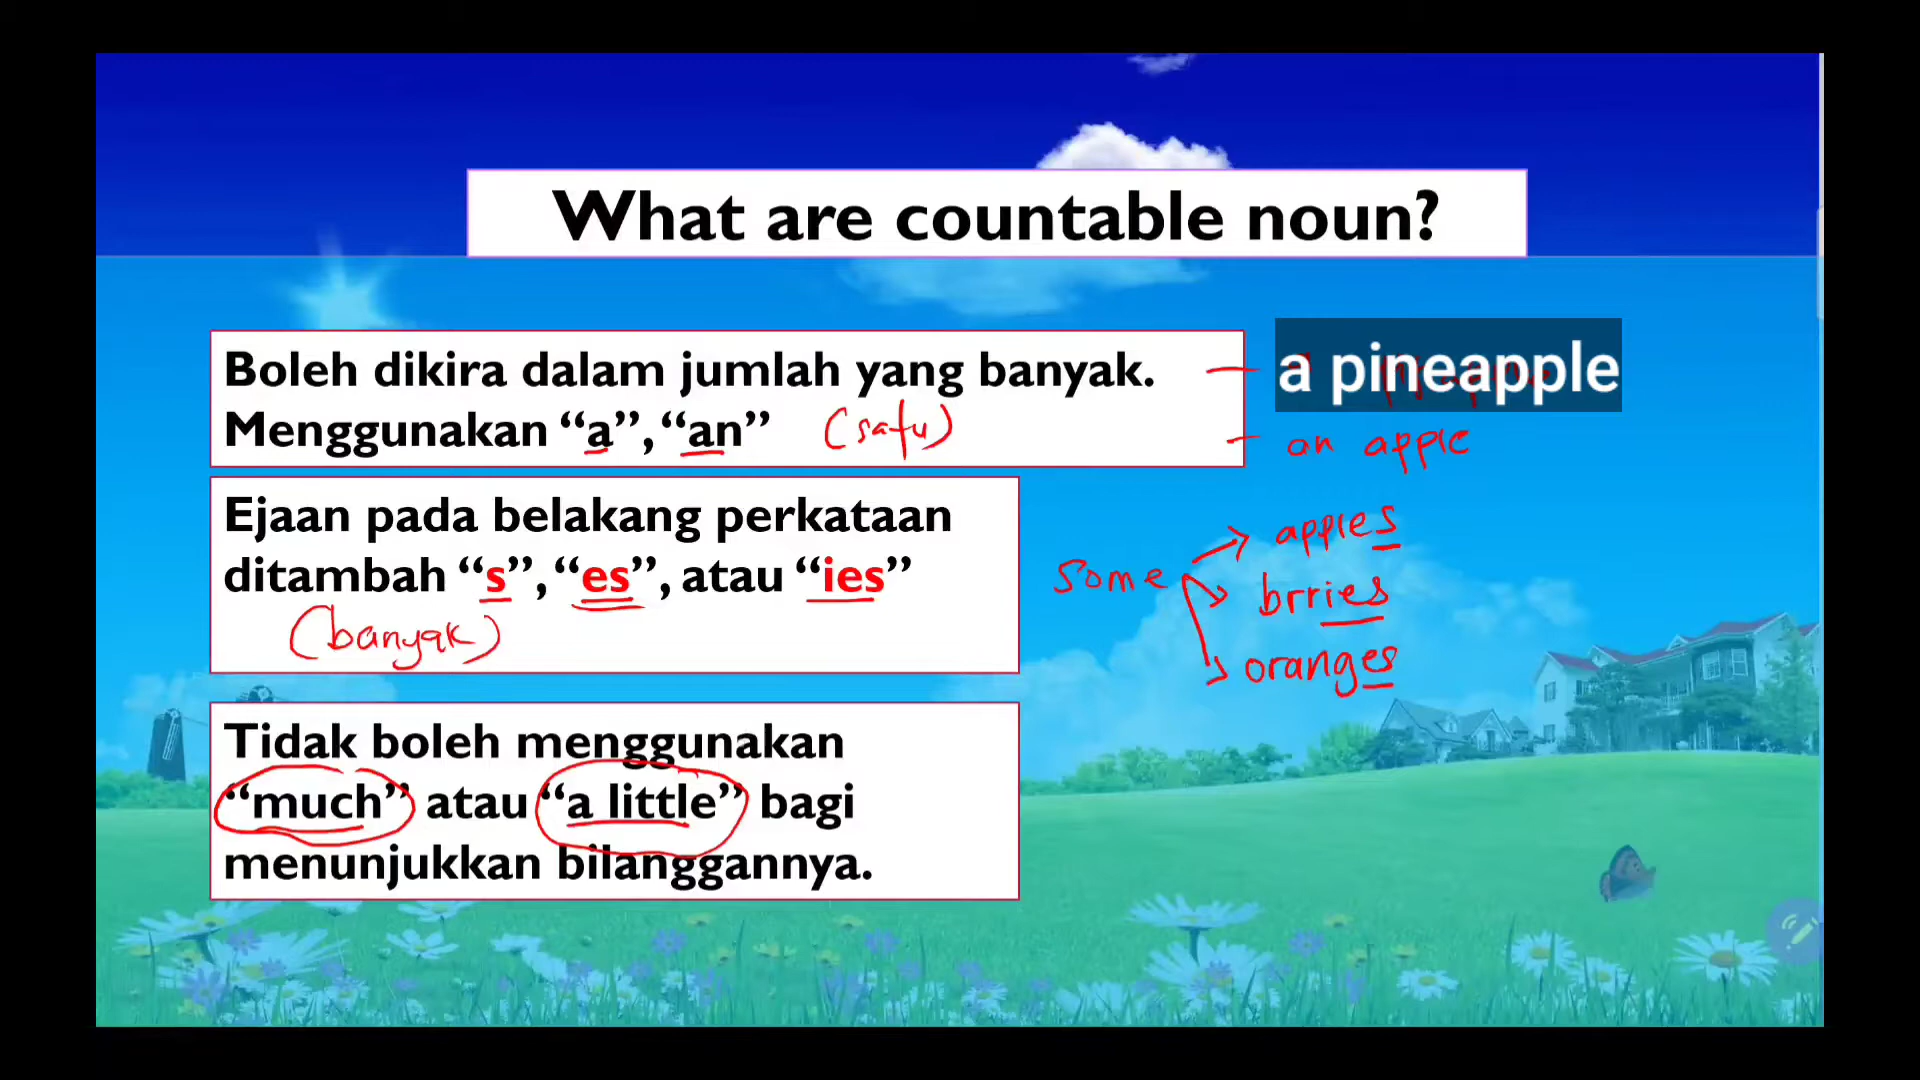 What are countable noun?
Boleh dikira dalam jumlah yang banyak.
Menggunakan “a”, “an” (satu)
a pineapple
an apple
Ejaan pada belakang perkataan
ditambah “s”, “es”, atau “ies”
(banyak)
some
apples
brries
oranges
Tidak boleh menggunakan
“much” atau “a little” bagi
menunjukkan bilanggannya.